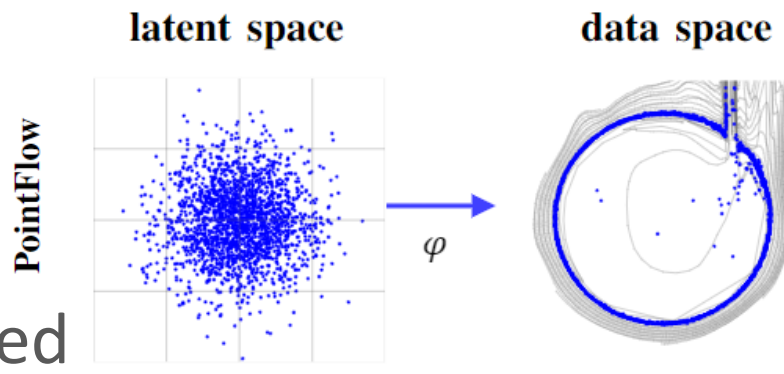 latent space
data space
PointFlow
φ
ed